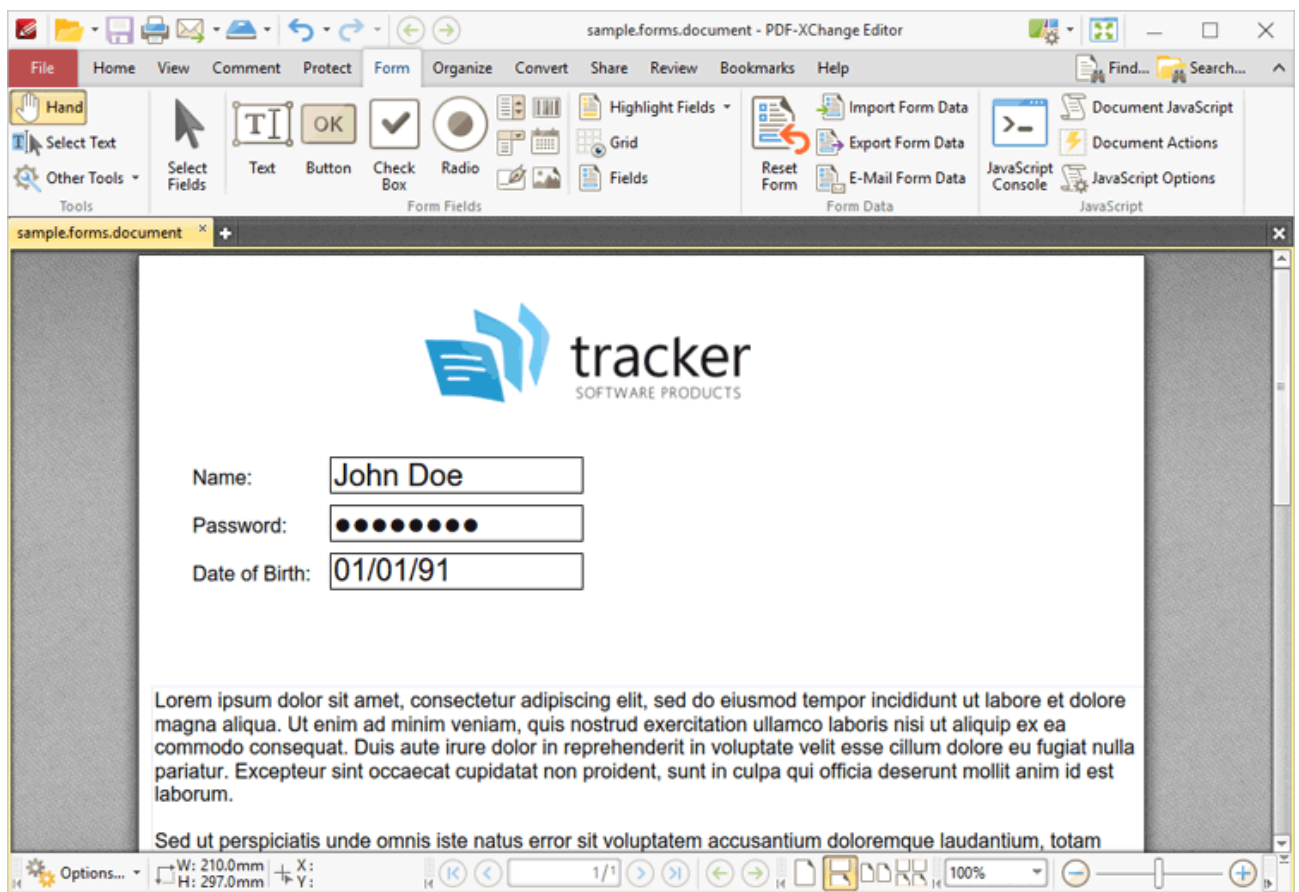 sample.forms.document - PDF-XChange Editor
File Home View Comment Protect Form Organize Convert Share Review Bookmarks Help Find... Search...
Hand
Select Text
Other Tools
Tools
Select Fields
Text
OK
Button
Check Box
Radio
Highlight Fields
Grid
Fields
Form Fields
Reset Form
Import Form Data
Export Form Data
E-Mail Form Data
Form Data
JavaScript Console
Document JavaScript
Document Actions
JavaScript Options
JavaScript
sample.forms.document
tracker
SOFTWARE PRODUCTS
Name: John Doe
Password: ●●●●●●●●
Date of Birth: 01/01/91
Lorem ipsum dolor sit amet, consectetur adipiscing elit, sed do eiusmod tempor incididunt ut labore et dolore
magna aliqua. Ut enim ad minim veniam, quis nostrud exercitation ullamco laboris nisi ut aliquip ex ea
commodo consequat. Duis aute irure dolor in reprehenderit in voluptate velit esse cillum dolore eu fugiat nulla
pariatur. Excepteur sint occaecat cupidatat non proident, sunt in culpa qui officia deserunt mollit anim id est
laborum.
Sed ut perspiciatis unde omnis iste natus error sit voluptatem accusantium doloremque laudantium, totam
Options... W: 210.0mm X: 1/1 100%
H: 297.0mm Y: